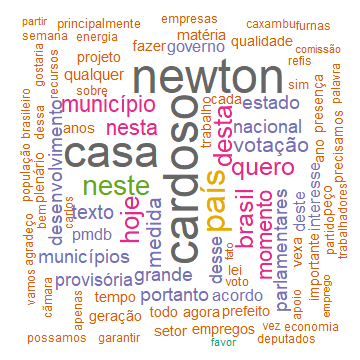 partir
empresas
caxambu
principalmente
furnas
semana
energia
matéria
comissão
fazer
governo
qualidade
gostaria
recursos
projeto
refis
palavra
qualquer
newton
sim
sobre
município
cada
estado
anos
nesta
trabalho
desta
nacional
presença
precisamos
ano
população
brasileiro
dessa
desenvolvimento
casa
cardoso
votação
plenário
bem
neste
país
quero
interesse
peço
trabalhadores
carlos
texto
hoje
medida
brasil
momento
parlamentares
deste
partido
vamos
agradeço
pmdb
desse
fato
vexa
importante
municípios
lei
apoio
emprego
câmara
provisória
grande
voto
acordo
apenas
tempo
portanto
geração
todo
agora
prefeito
setor
empregos
vez
economia
possamos
garantir
favor
deputados